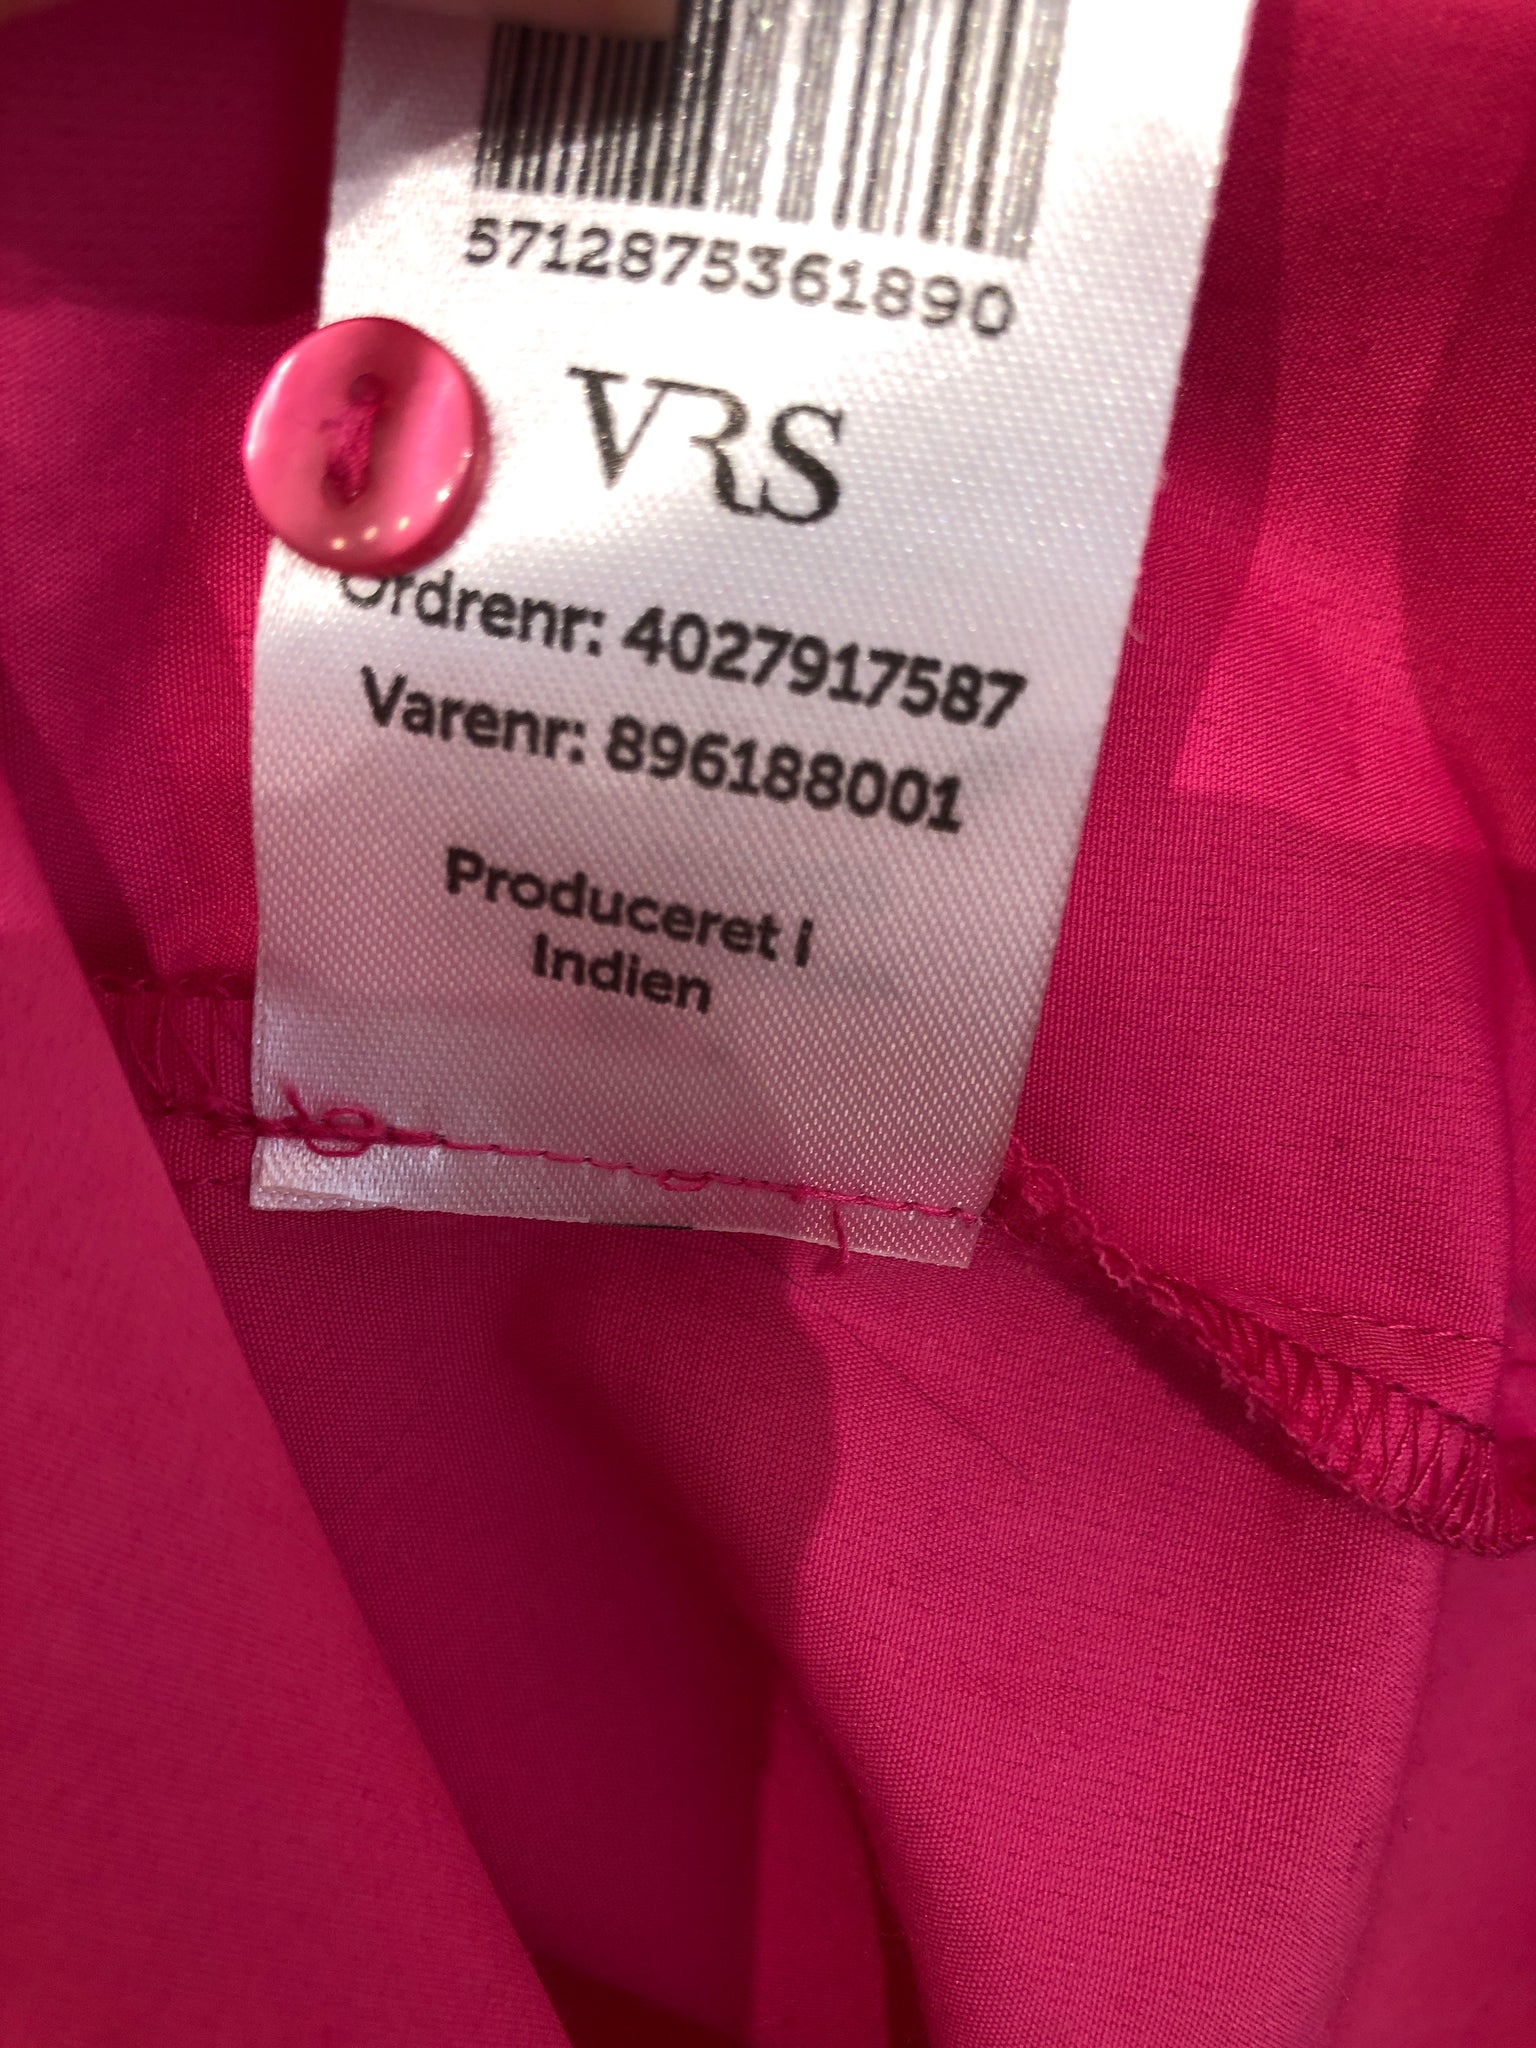 5712875361890
VRS
Ordrenr: 4027917587
Varenr: 896188001
Produceret i
Indien